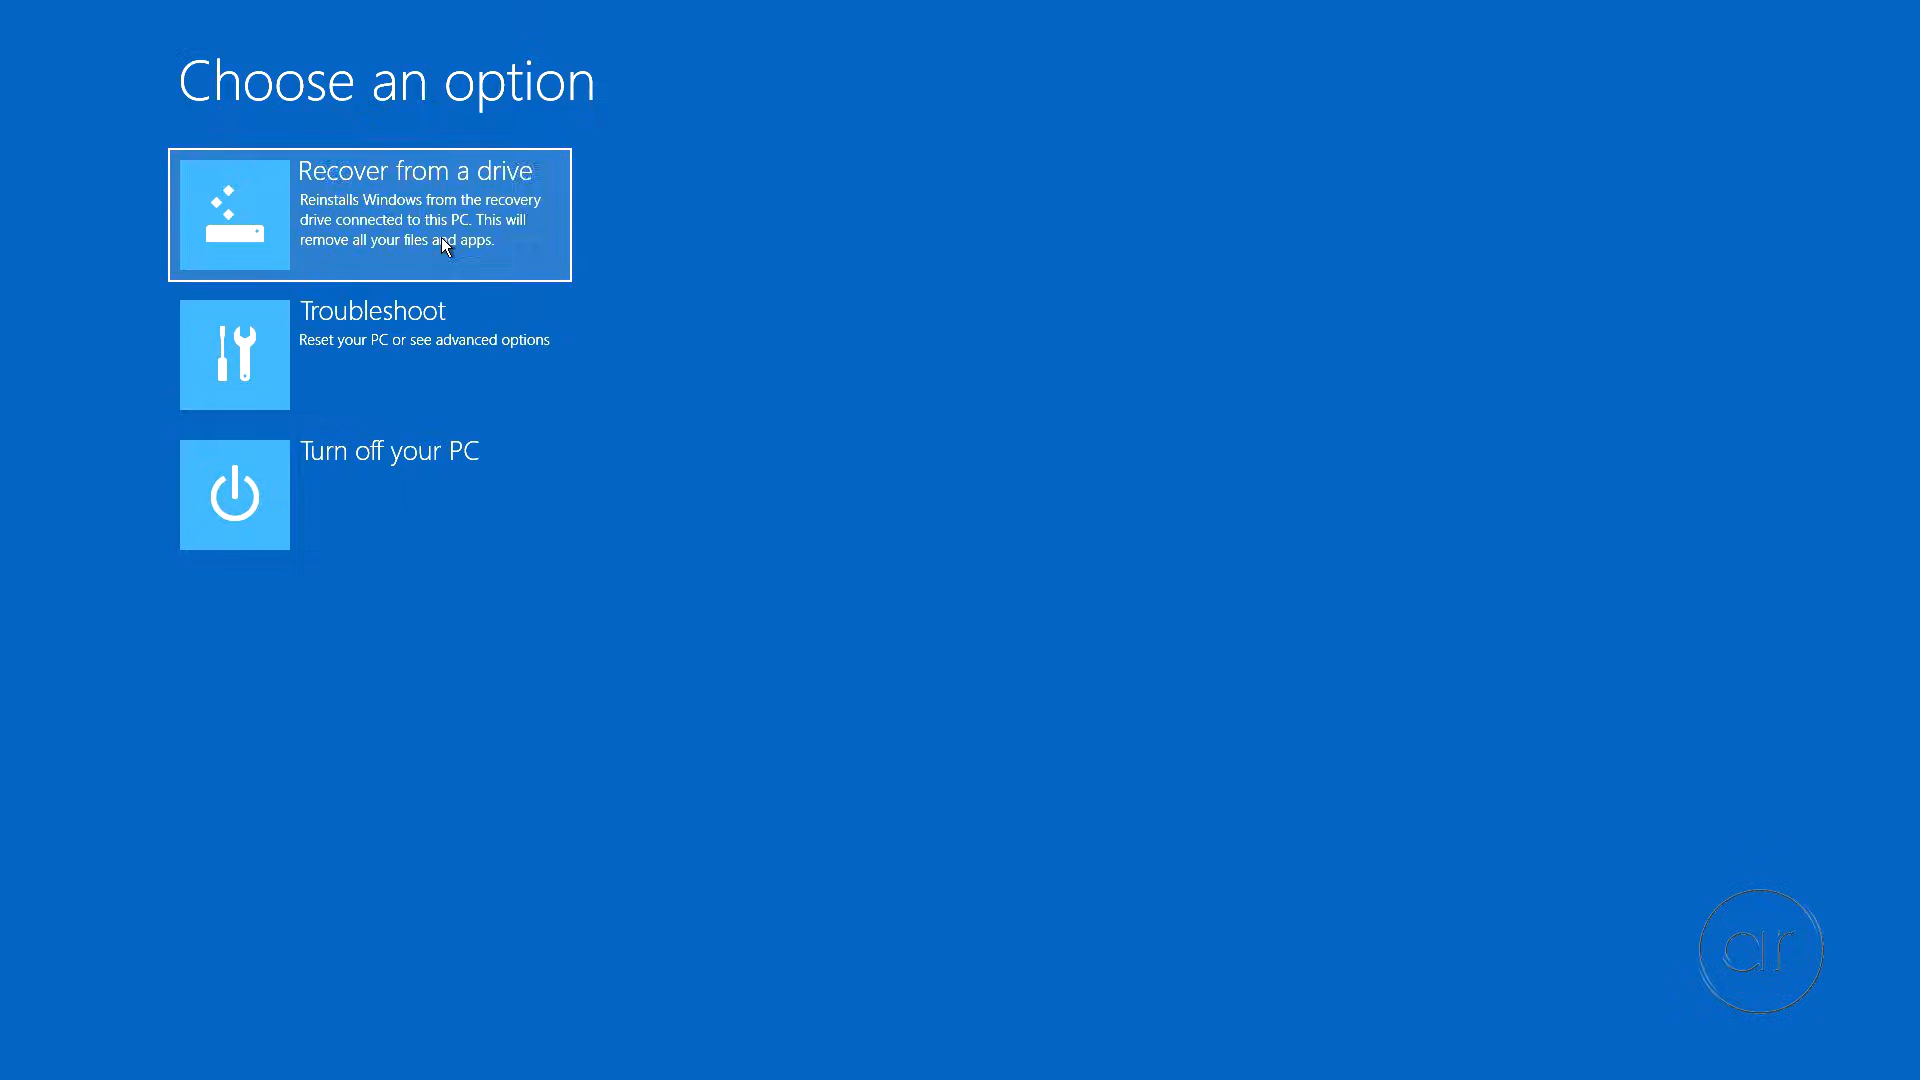 Choose an option
Recover from a drive
Reinstalls Windows from the recovery
drive connected to this PC. This will
remove all your files and apps.
Troubleshoot
Reset your PC or see advanced options
Turn off your PC
ar